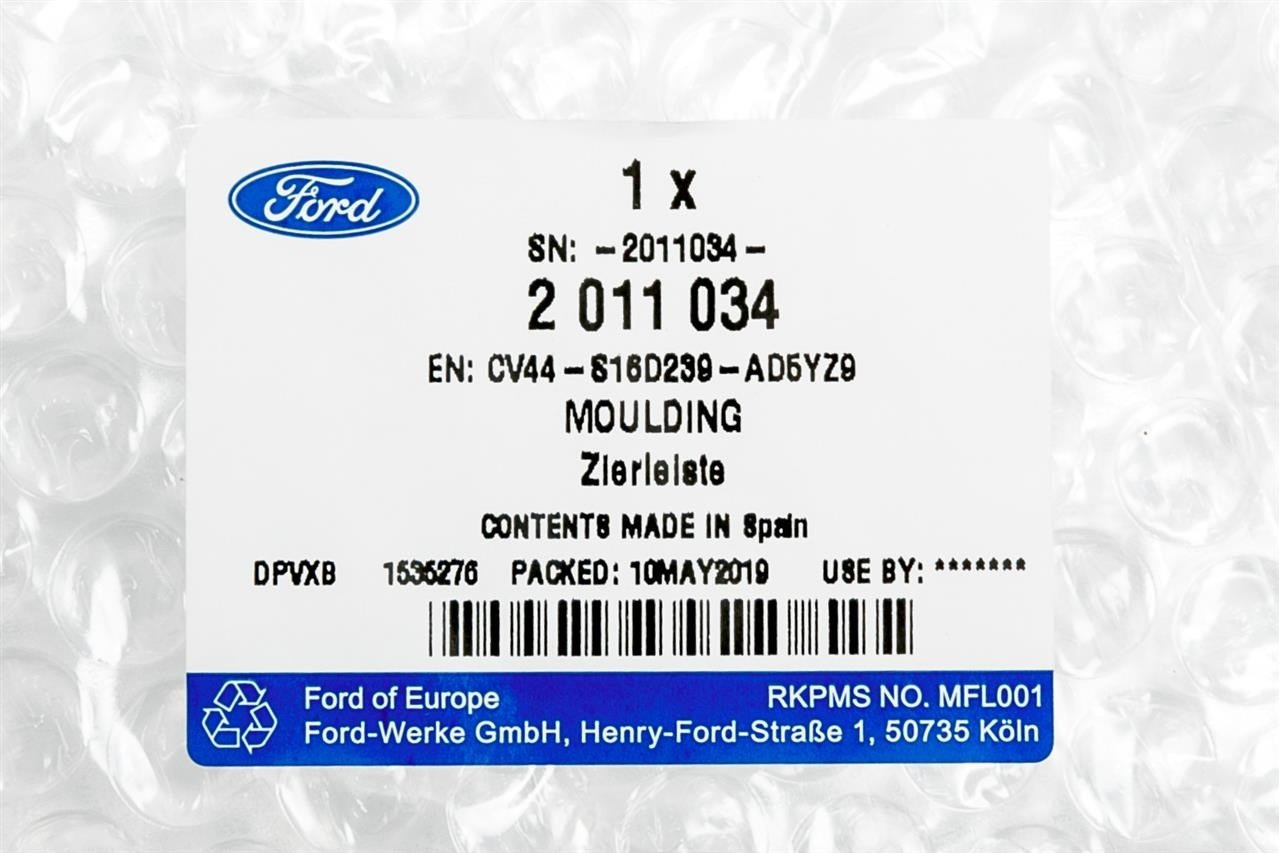 Ford
1 x
SN: -2011034-
2 011 034
EN: CV44-S16D239-AD5YZ9
MOULDING
Zierleiste
CONTENTS MADE IN Spain
DPVXB 1535276 PACKED: 10MAY2019 USE BY: *******
Ford of Europe RKPMS NO. MFL001
Ford-Werke GmbH, Henry-Ford-Straße 1, 50735 Köln